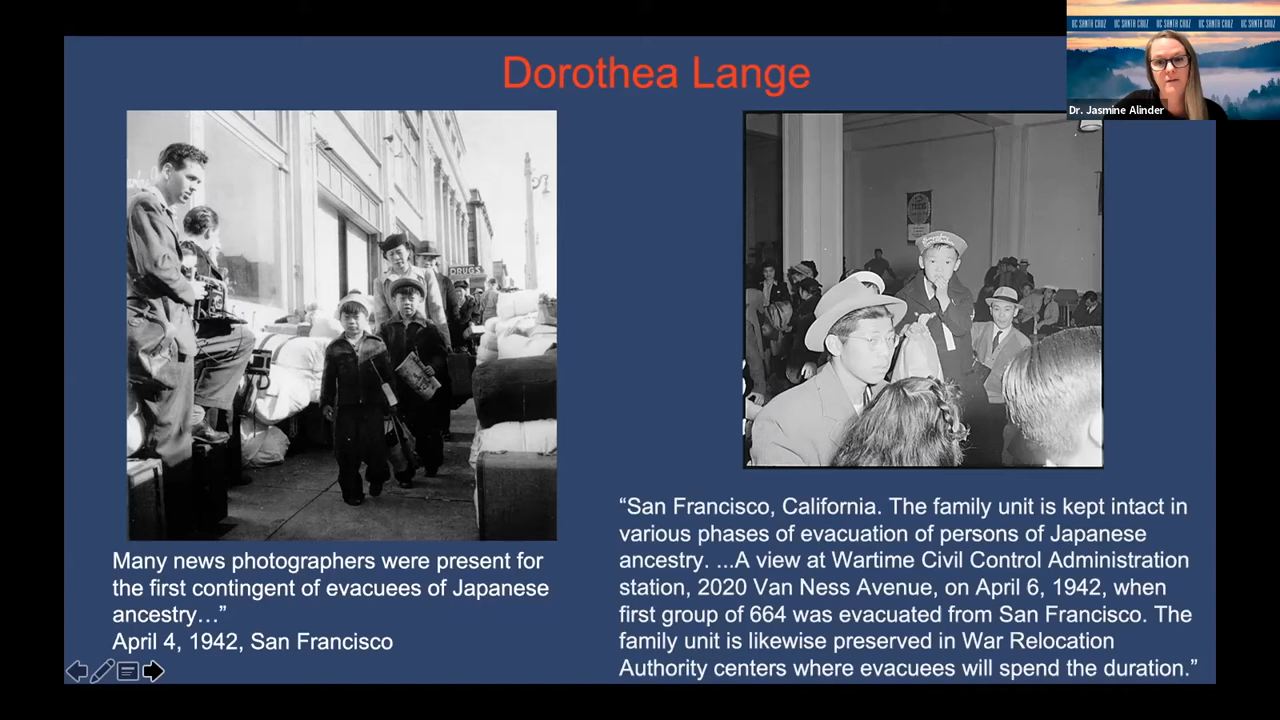 Dorothea Lange
UC SANTA CRUZ UC SANTA CRUZ UC SANTA CRUZ UC SANTA CRUZ UC SANTA CRUZ
Dr. Jasmine Alinder
DRUGS
Many news photographers were present for
the first contingent of evacuees of Japanese
ancestry…”
April 4, 1942, San Francisco
“San Francisco, California. The family unit is kept intact in
various phases of evacuation of persons of Japanese
ancestry. ...A view at Wartime Civil Control Administration
station, 2020 Van Ness Avenue, on April 6, 1942, when
first group of 664 was evacuated from San Francisco. The
family unit is likewise preserved in War Relocation
Authority centers where evacuees will spend the duration.”